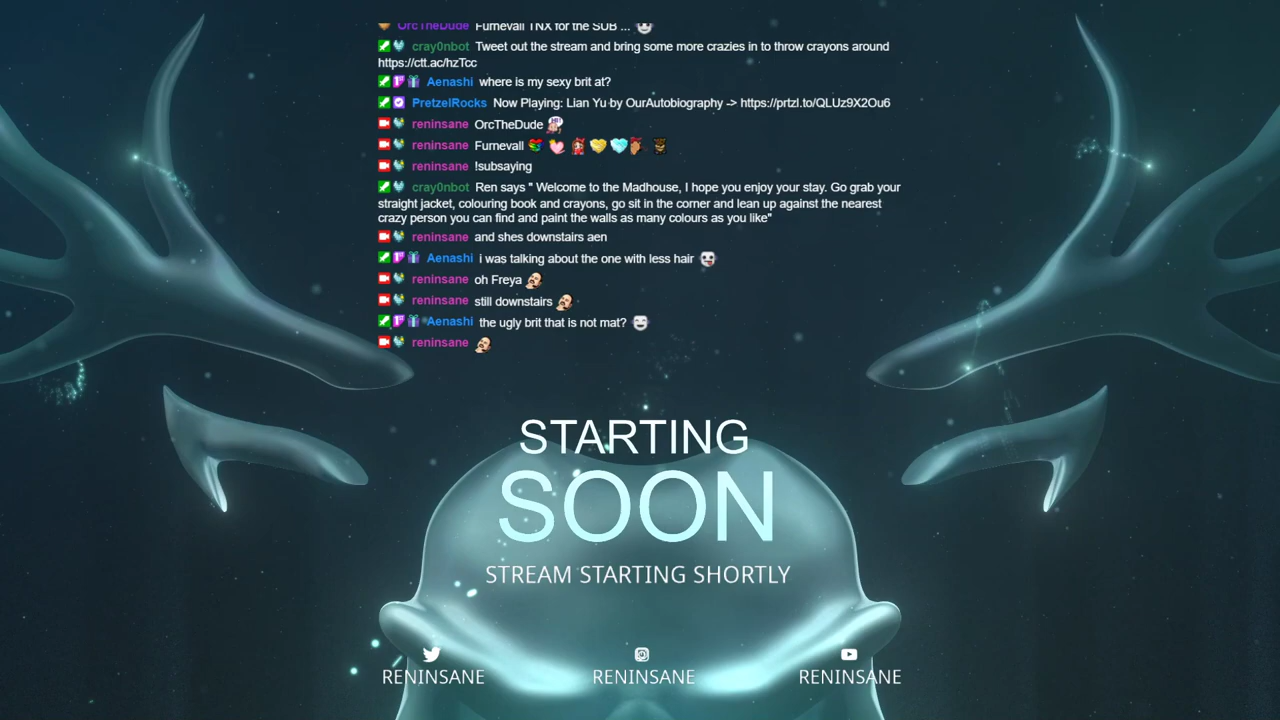 OrcTheDude Furnevall TNX for the SUB ...
cray0nbot Tweet out the stream and bring some more crazies in to throw crayons around
https://ctt.ac/hzTcc
Aenashi where is my sexy brit at?
PretzelRocks Now Playing: Lian Yu by OurAutobiography -> https://prtzl.to/QLUz9X2Ou6
reninsane OrcTheDude
reninsane Furnevall
reninsane !subsaying
cray0nbot Ren says " Welcome to the Madhouse, I hope you enjoy your stay. Go grab your
straight jacket, colouring book and crayons, go sit in the corner and lean up against the nearest
crazy person you can find and paint the walls as many colours as you like"
reninsane and shes downstairs aen
Aenashi i was talking about the one with less hair
reninsane oh Freya
reninsane still downstairs
Aenashi the ugly brit that is not mat?
reninsane
STARTING
SOON
STREAM STARTING SHORTLY
RENINSANE RENINSANE RENINSANE